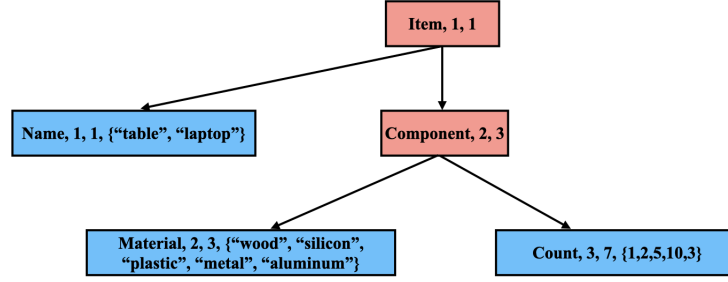 Item, 1, 1
Name, 1, 1, {“table”, “laptop”}
Component, 2, 3
Material, 2, 3, {“wood”, “silicon”,
“plastic”, “metal”, “aluminum”}
Count, 3, 7, {1,2,5,10,3}